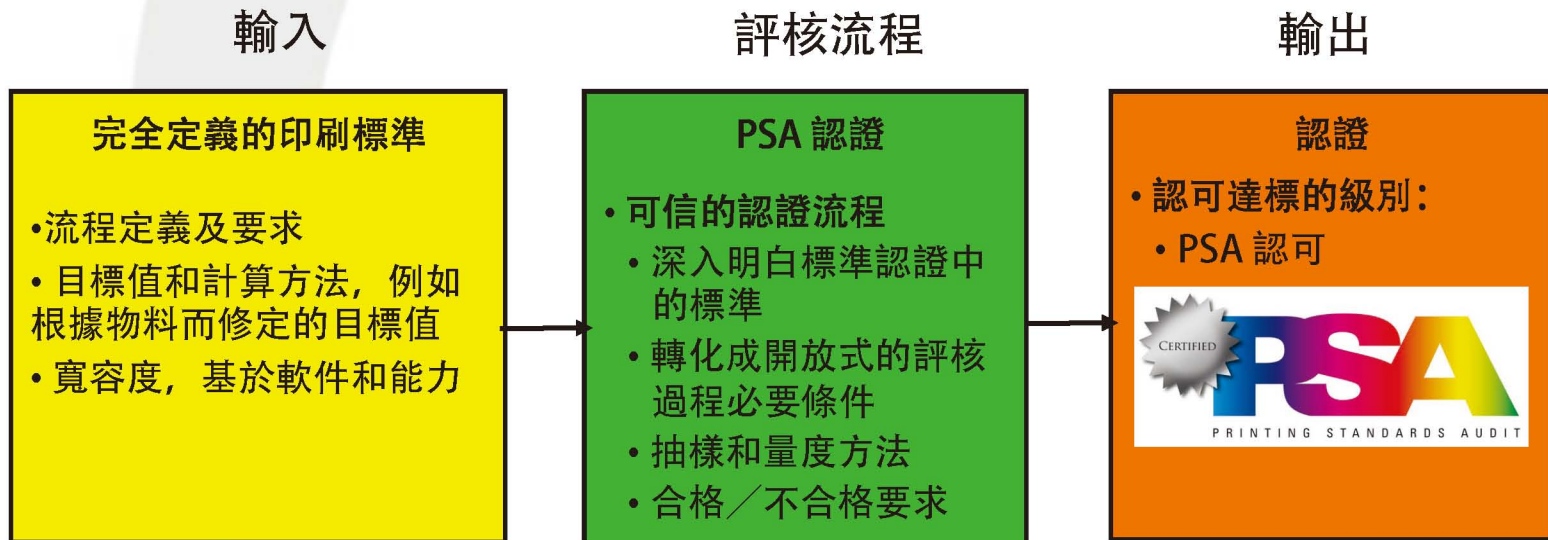 輸入
評核流程
輸出
完全定義的印刷標準
•流程定義及要求
• 目標值和計算方法，例如
根據物料而修定的目標值
• 寬容度，基於軟件和能力
PSA 認證
• 可信的認證流程
• 深入明白標準認證中
的標準
• 轉化成開放式的評核
過程必要條件
• 抽樣和量度方法
• 合格／不合格要求
認證
• 認可達標的級別：
• PSA 認可
CERTIFIED
PSA
PRINTING STANDARDS AUDIT